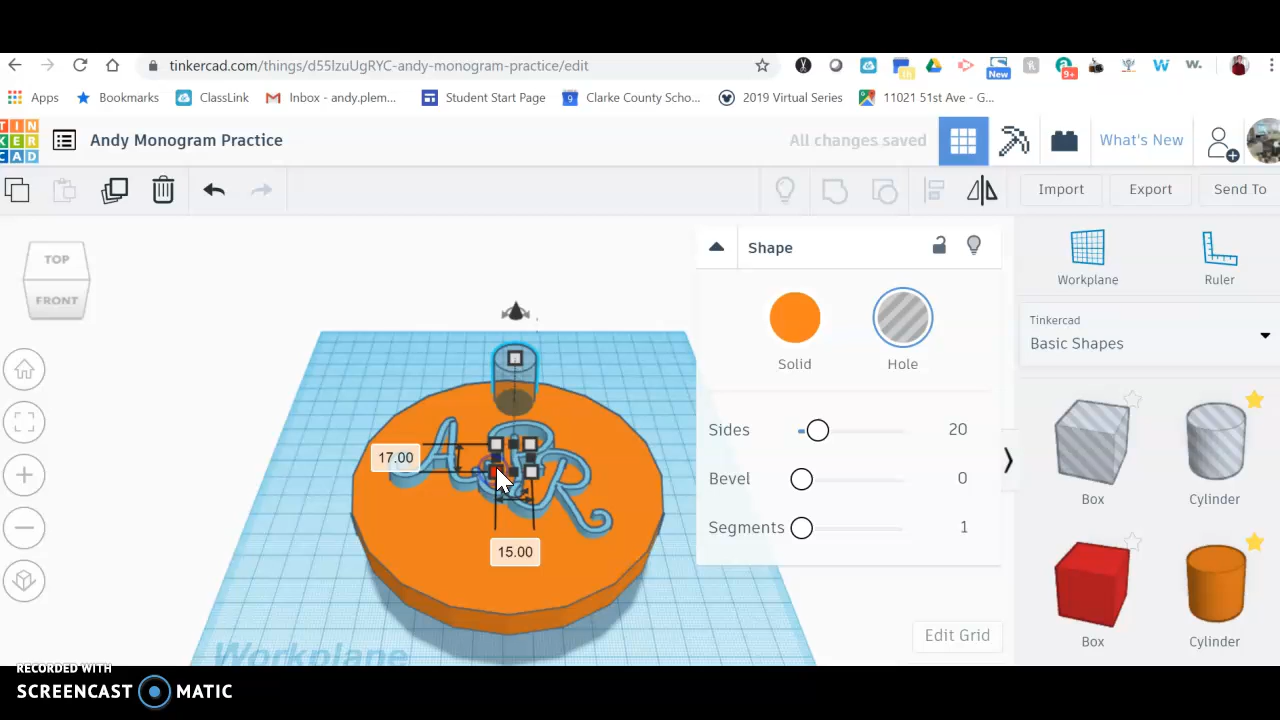 tinkercad.com/things/d55IzuUgRYC-andy-monogram-practice/edit
New
9+
w.
Apps Bookmarks ClassLink Inbox - andy.plem... Student Start Page 9 Clarke County Scho... 2019 Virtual Series 11021 51st Ave - G...
TIN
KER
CAD
Andy Monogram Practice
All changes saved
What's New
Import
Export
Send To
TOP
FRONT
Shape
Solid
Hole
Sides 20
Bevel 0
Segments 1
Workplane
Ruler
Tinkercad
Basic Shapes
Box
Cylinder
Box
Cylinder
17.00
15.00
A R
Workplane
Edit Grid
RECORDED WITH
SCREENCAST MATIC